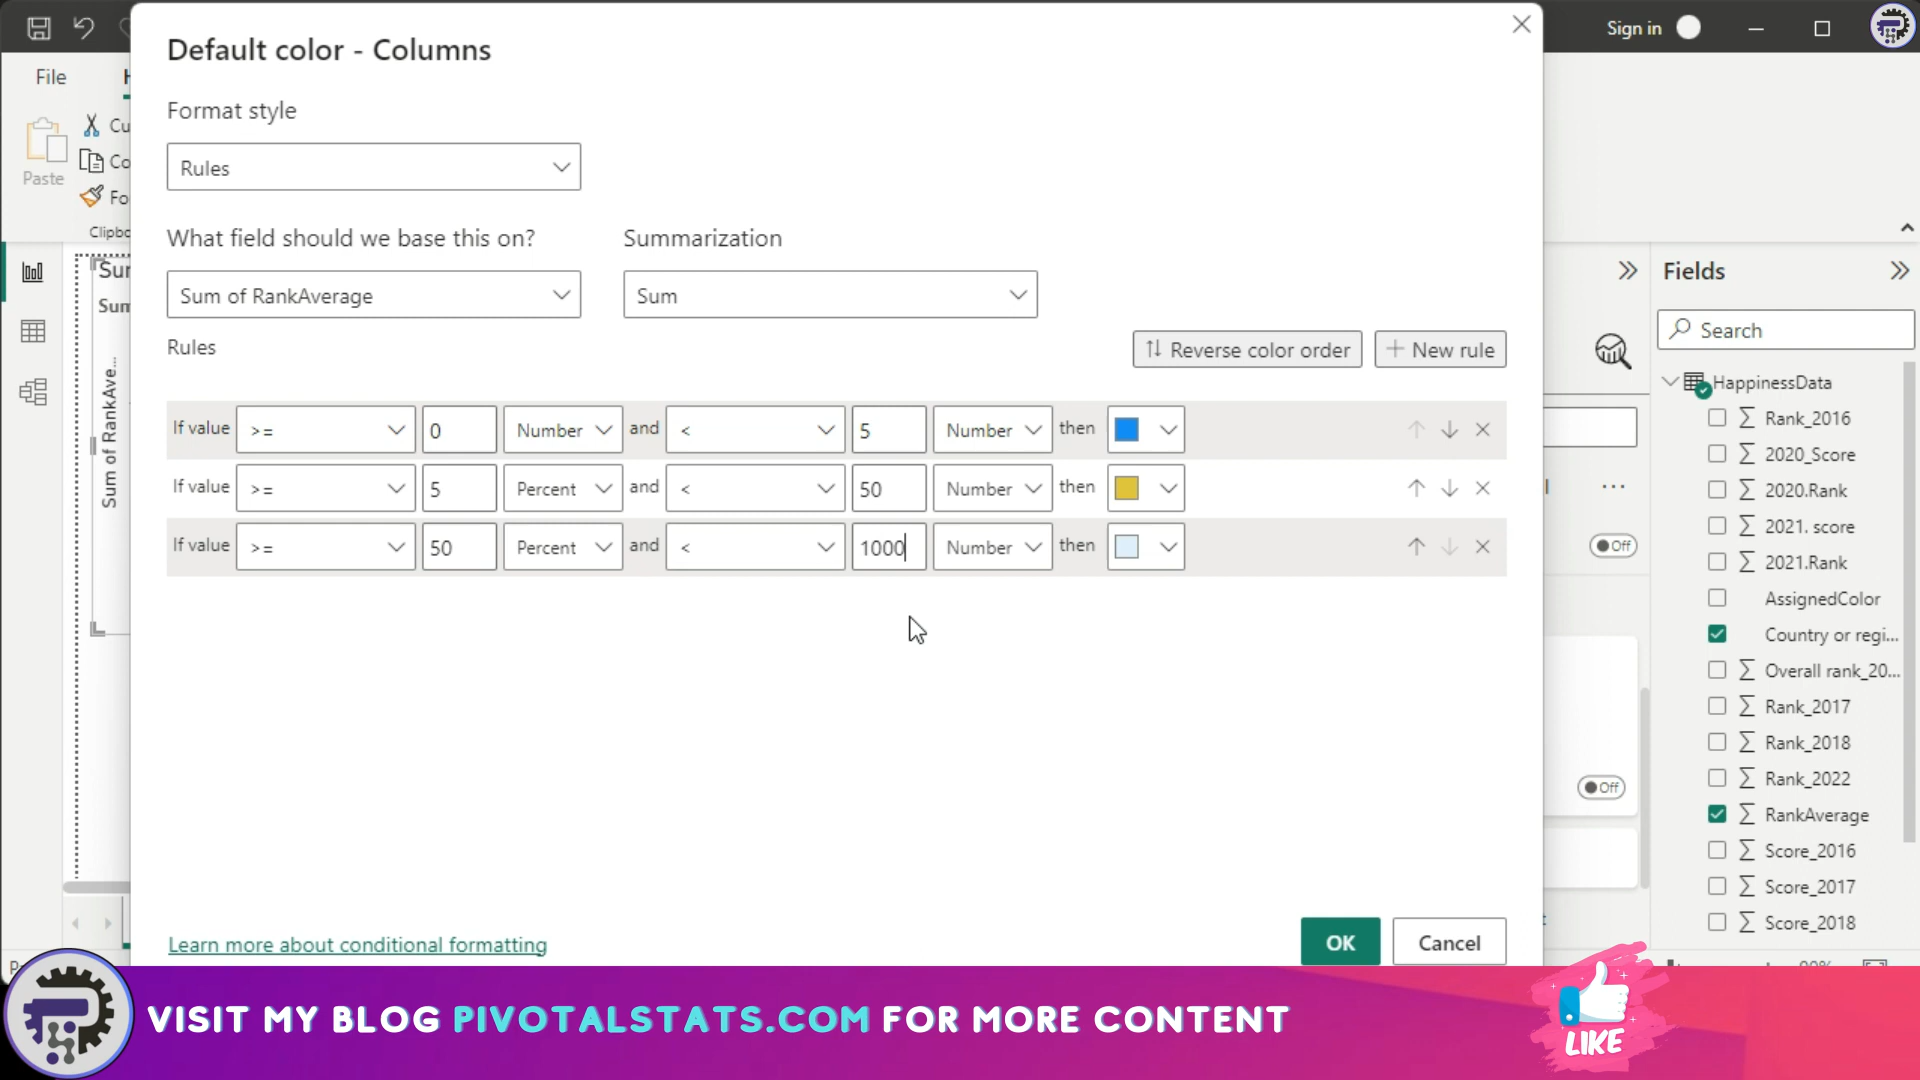 Sign in
File
Paste
Cu
Co
Fo
Clipbo
Default color - Columns
Format style
Rules
What field should we base this on?
Summarization
Sum of RankAverage
Sum
Rules
Reverse color order
New rule
If value >= 0 Number and < 5 Number then
If value >= 5 Percent and < 50 Number then
If value >= 50 Percent and < 1000 Number then
Learn more about conditional formatting
OK
Cancel
Sum of RankAve...
Off
Off
Fields
Search
HappinessData
Rank_2016
2020_Score
2020.Rank
2021. score
2021.Rank
AssignedColor
Country or regi...
Overall rank_20...
Rank_2017
Rank_2018
Rank_2022
RankAverage
Score_2016
Score_2017
Score_2018
VISIT MY BLOG PIVOTALSTATS.COM FOR MORE CONTENT
LIKE